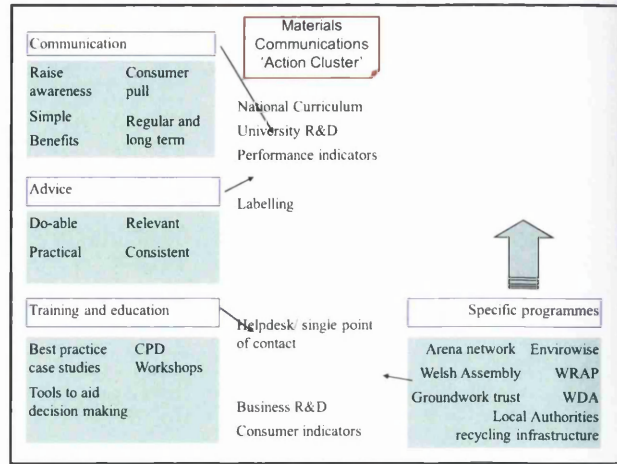 Materials
Communications
'Action Cluster'
Communication
Raise awareness
Consumer pull
Simple
Benefits
Regular and long term
National Curriculum
University R&D
Performance indicators
Advice
Do-able
Relevant
Practical
Consistent
Labelling
Training and education
Best practice case studies
CPD
Workshops
Tools to aid decision making
Helpdesk/ single point of contact
Business R&D
Consumer indicators
Specific programmes
Arena network Envirowise
Welsh Assembly WRAP
Groundwork trust WDA
Local Authorities
recycling infrastructure